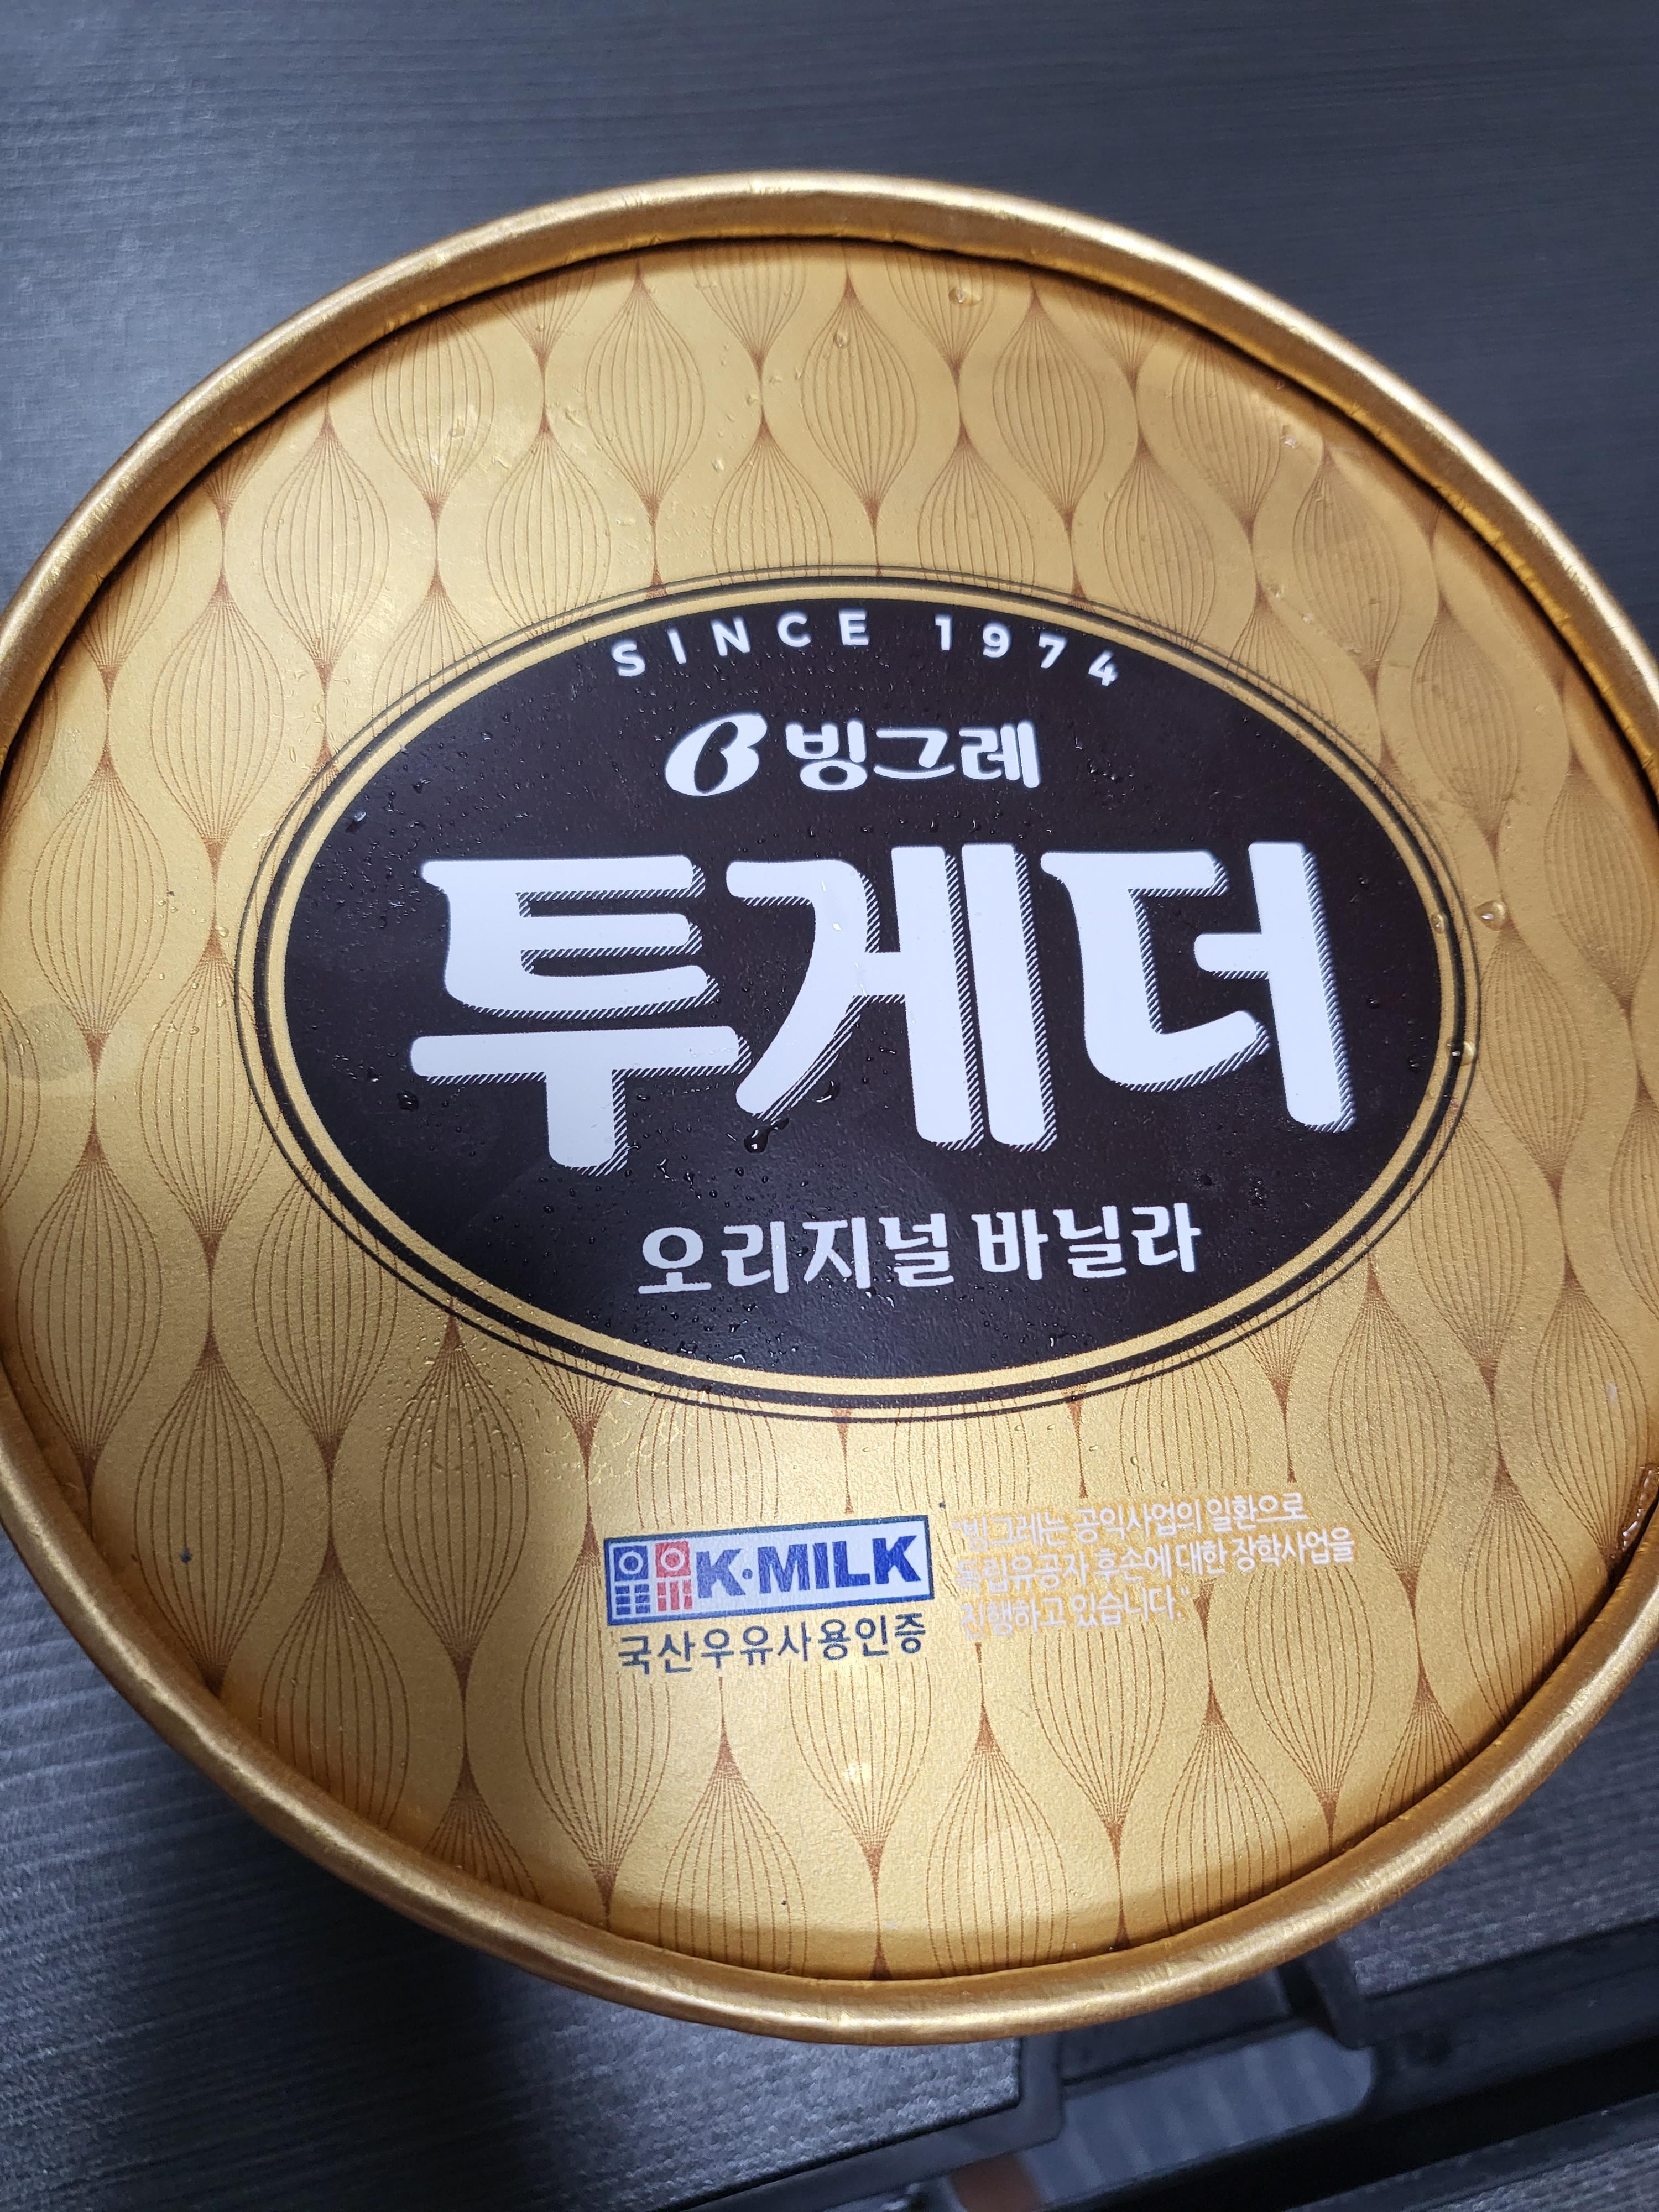 SINCE 1974
빙그레
투게더
오리지널 바닐라
우유 K·MILK
국산우유사용인증
"빙그레는 공익사업의 일환으로
독립유공자 후손에 대한 장학사업을
진행하고 있습니다."